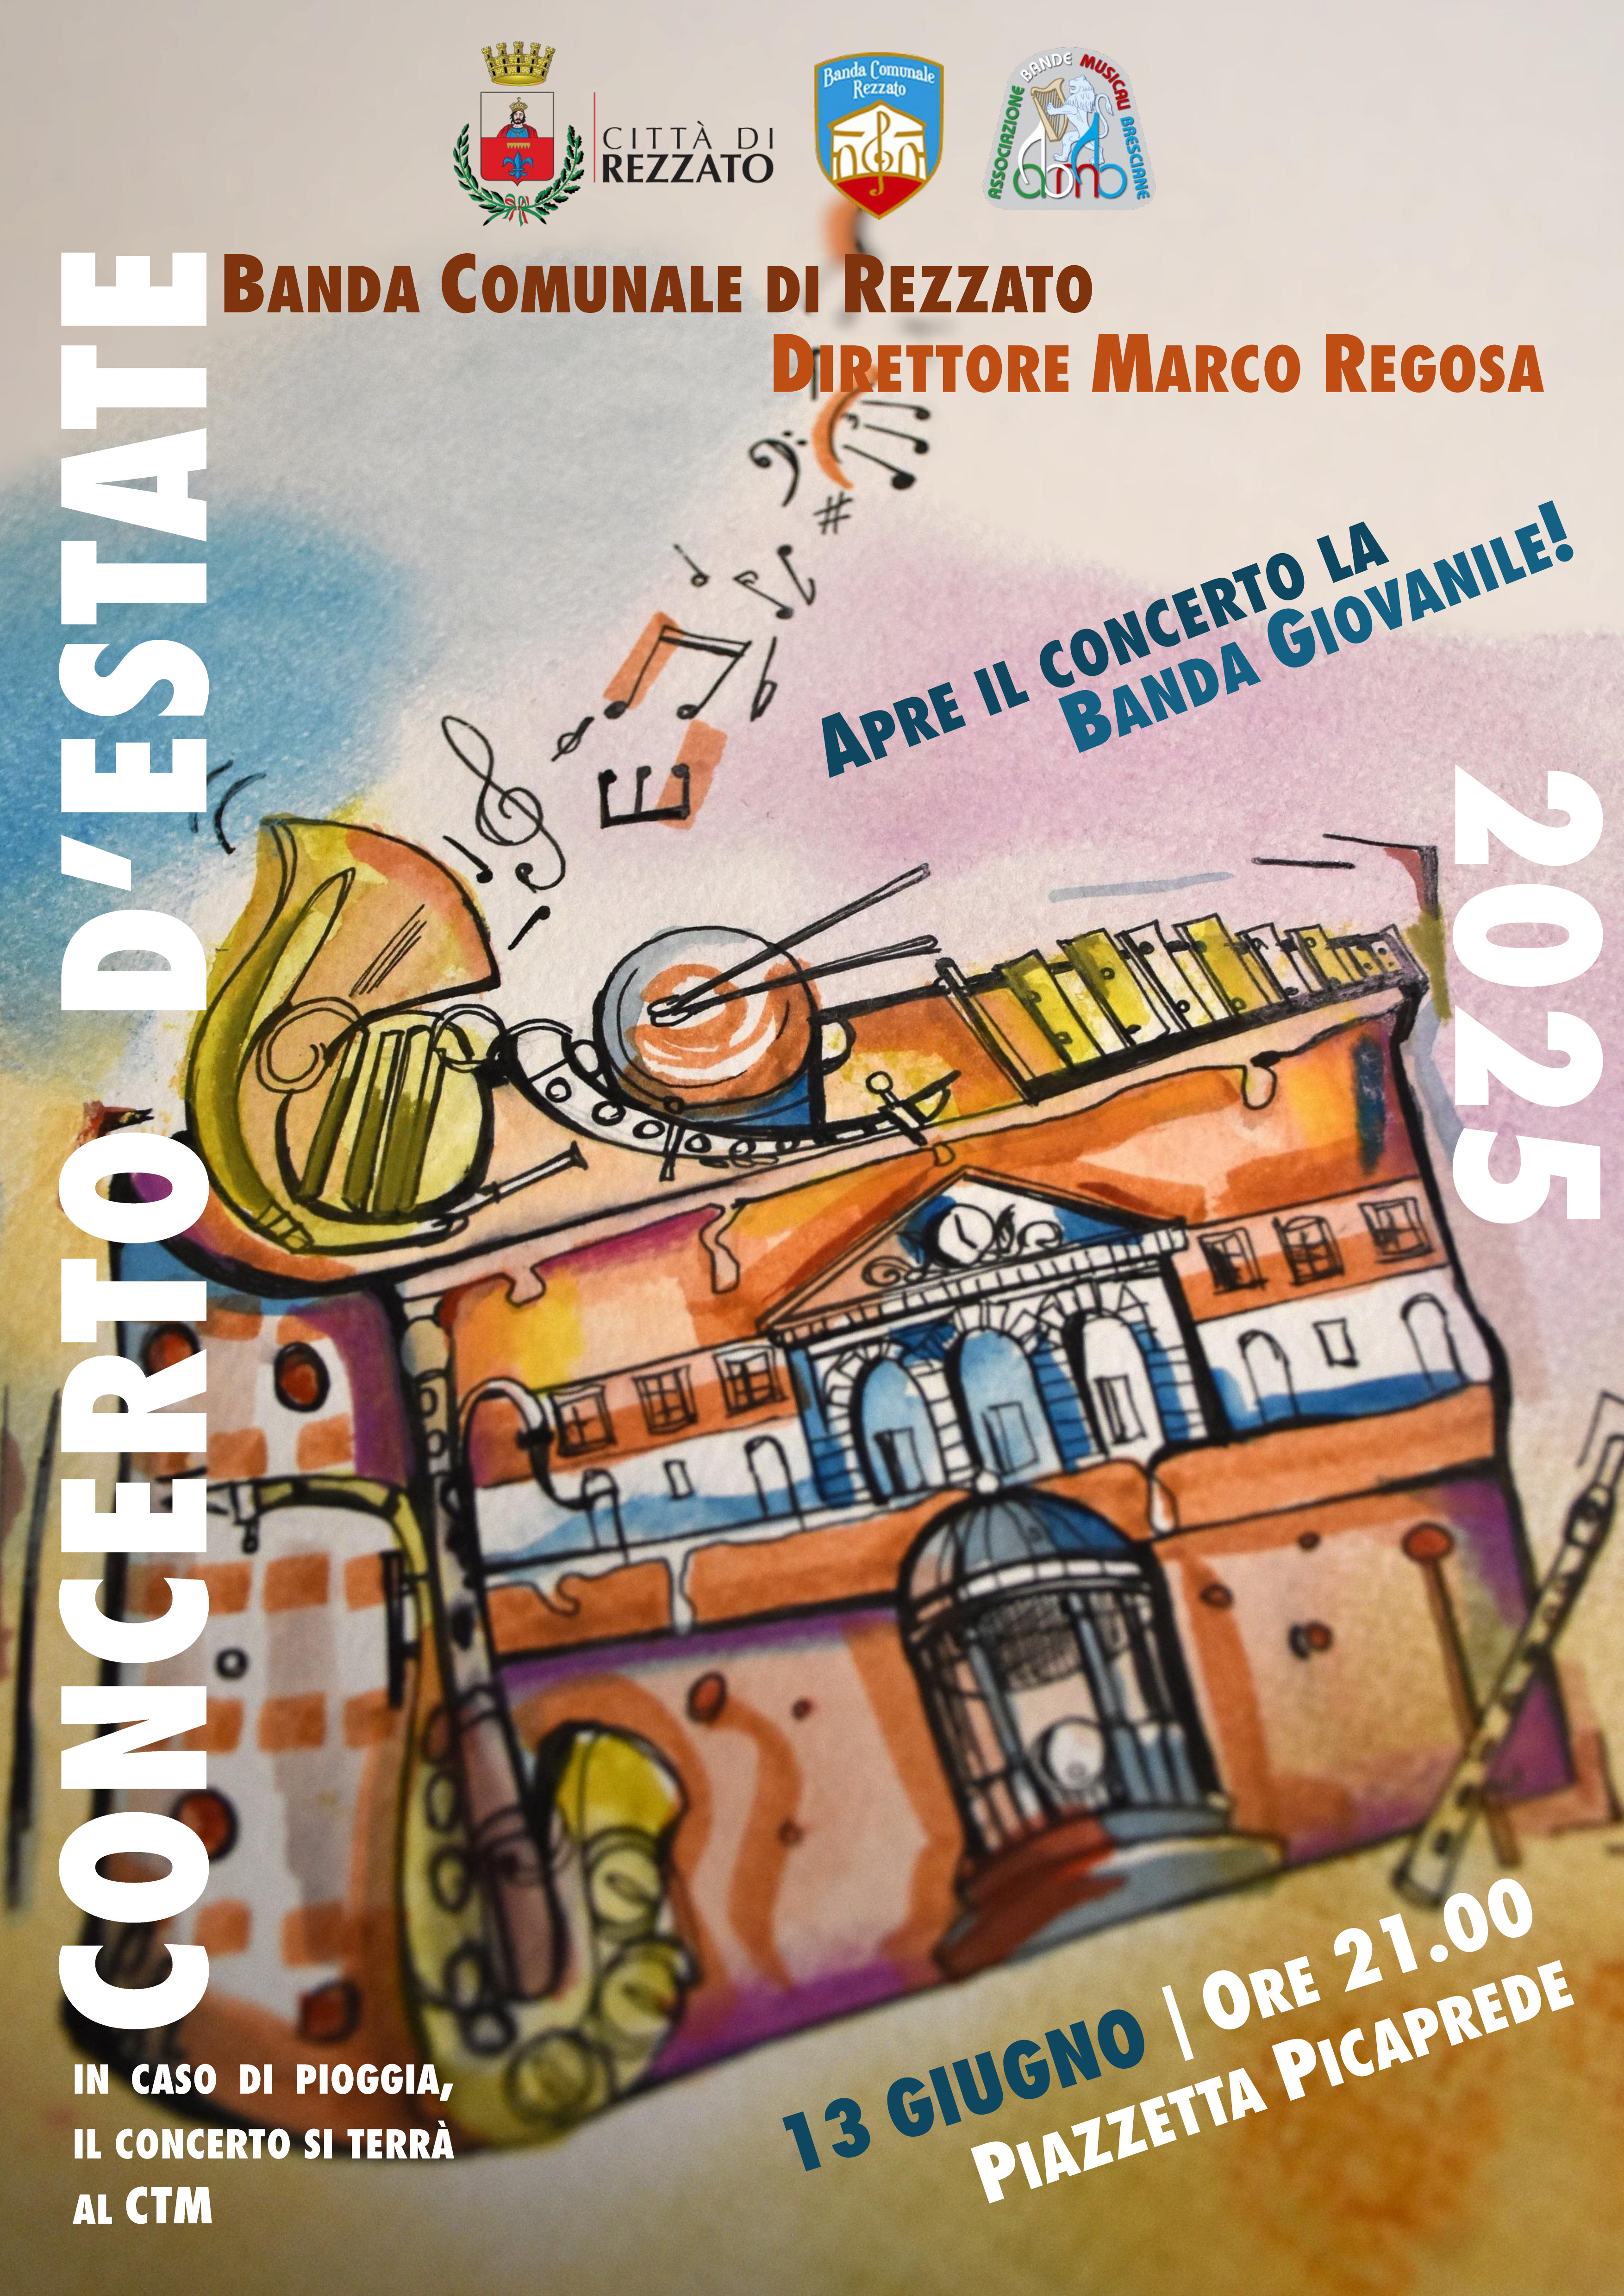 CITTÀ DI
REZZATO
Banda Comunale
Rezzato
ASSOCIAZIONE BANDE MUSICALI BRESCIANE
abmb
BANDA COMUNALE DI REZZATO
DIRETTORE MARCO REGOSA
CONCERTO D'ESTATE
APRE IL CONCERTO LA
BANDA GIOVANILE!
2025
13 GIUGNO | ORE 21.00
PIAZZETTA PICAPREDE
IN CASO DI PIOGGIA,
IL CONCERTO SI TERRÀ
AL CTM